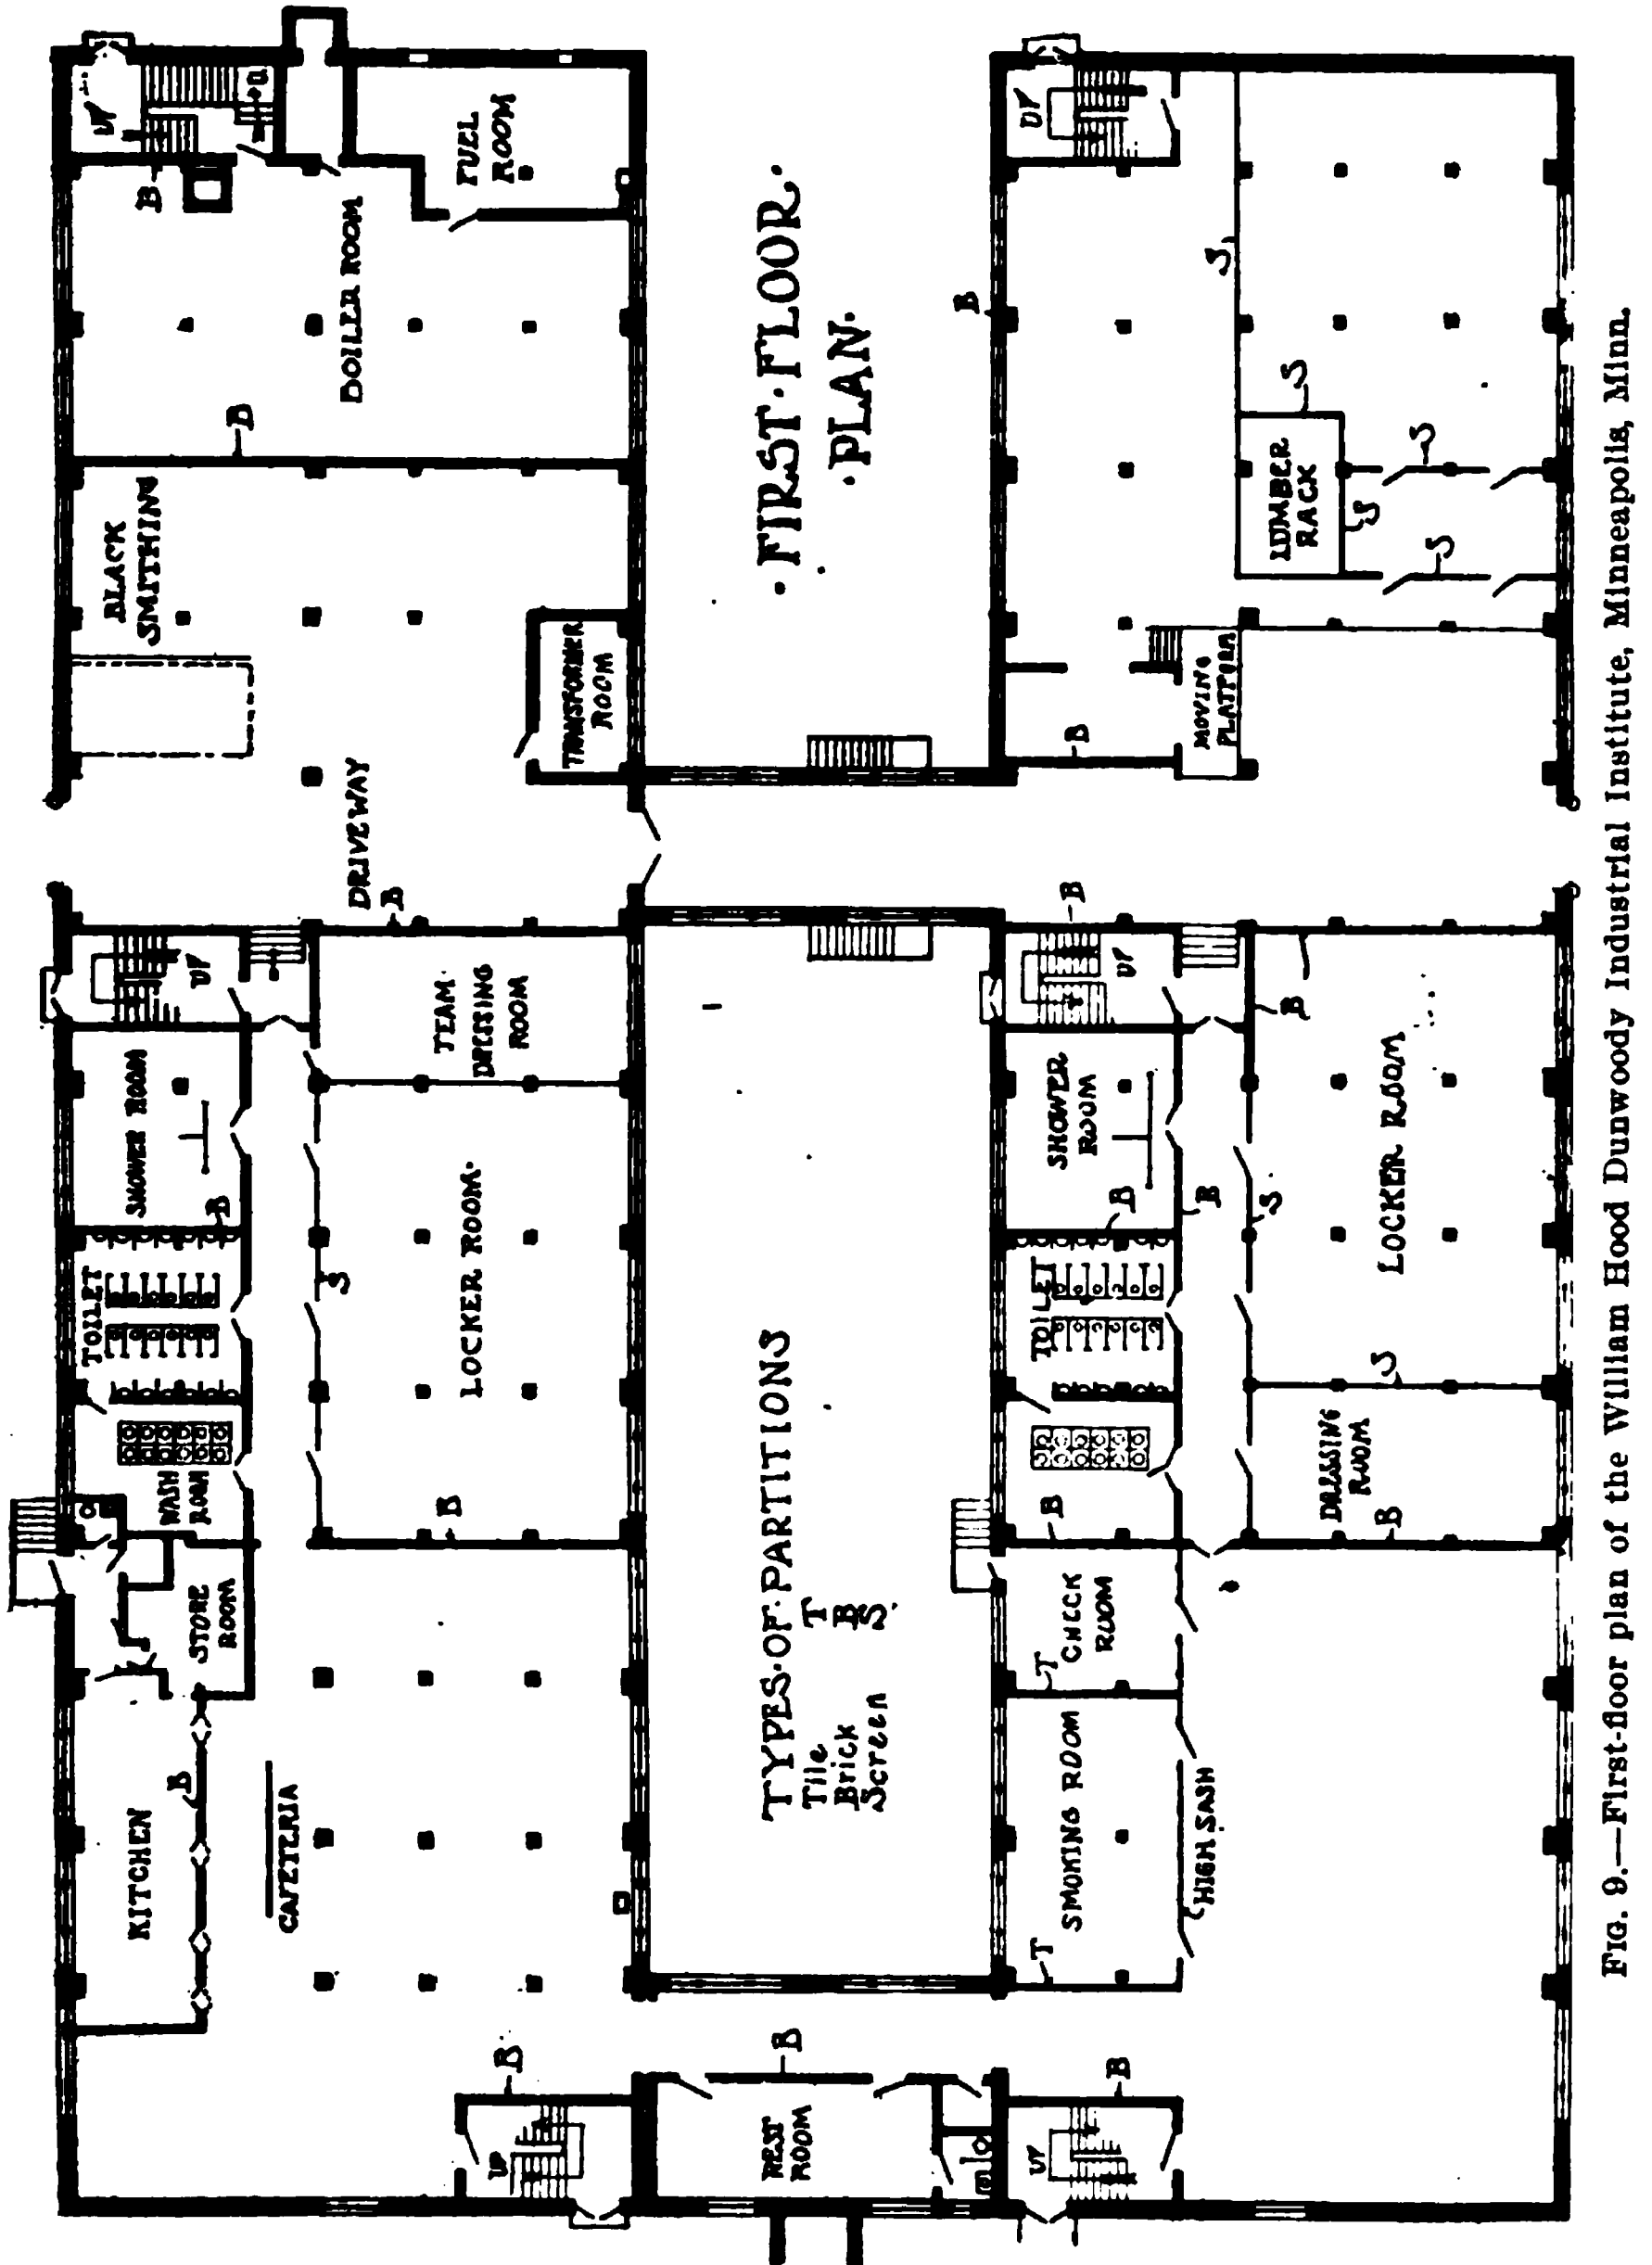 UP
D
B
FUEL
ROOM
BOILER ROOM
B
BLACK
SMITHING
TRANSFORMER
ROOM
DRIVEWAY
B
UP
TEAM
DRESSING
ROOM
SHOWER ROOM
B
TOILET
LOCKER ROOM.
S
WASH
ROOM
B
STORE
ROOM
KITCHEN
B
CAFETERIA
B
UP
·FIRST·FLOOR·
·PLAN·
TYPES·OF·PARTITIONS
Tile T
Brick B
Screen S
B
REST
ROOM
UP
B
S
LUMBER
RACK
S
S
S
S
MOVING
PLATFORM
B
B
UP
SHOWER
ROOM
B
B
B
S
TOILET
LOCKER ROOM
S
DRESSING
ROOM
B
B
CHECK
ROOM
T
SMOKING ROOM
T
HIGH SASH
UP
B
FIG. 9.—First-floor plan of the William Hood Dunwoody Industrial Institute, Minneapolis, Minn.